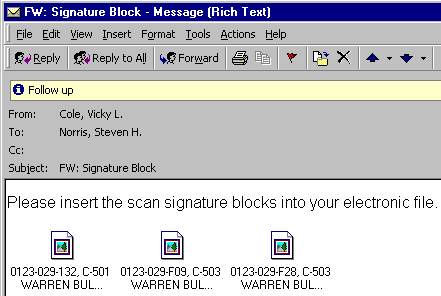 FW: Signature Block - Message (Rich Text)
File Edit View Insert Format Tools Actions Help
Reply Reply to All Forward
Follow up
From: Cole, Vicky L.
To: Norris, Steven H.
Cc:
Subject: FW: Signature Block
Please insert the scan signature blocks into your electronic file.
0123-029-132, C-501 0123-029-F09, C-503 0123-029-F28, C-503
WARREN BUL... WARREN BUL... WARREN BUL...